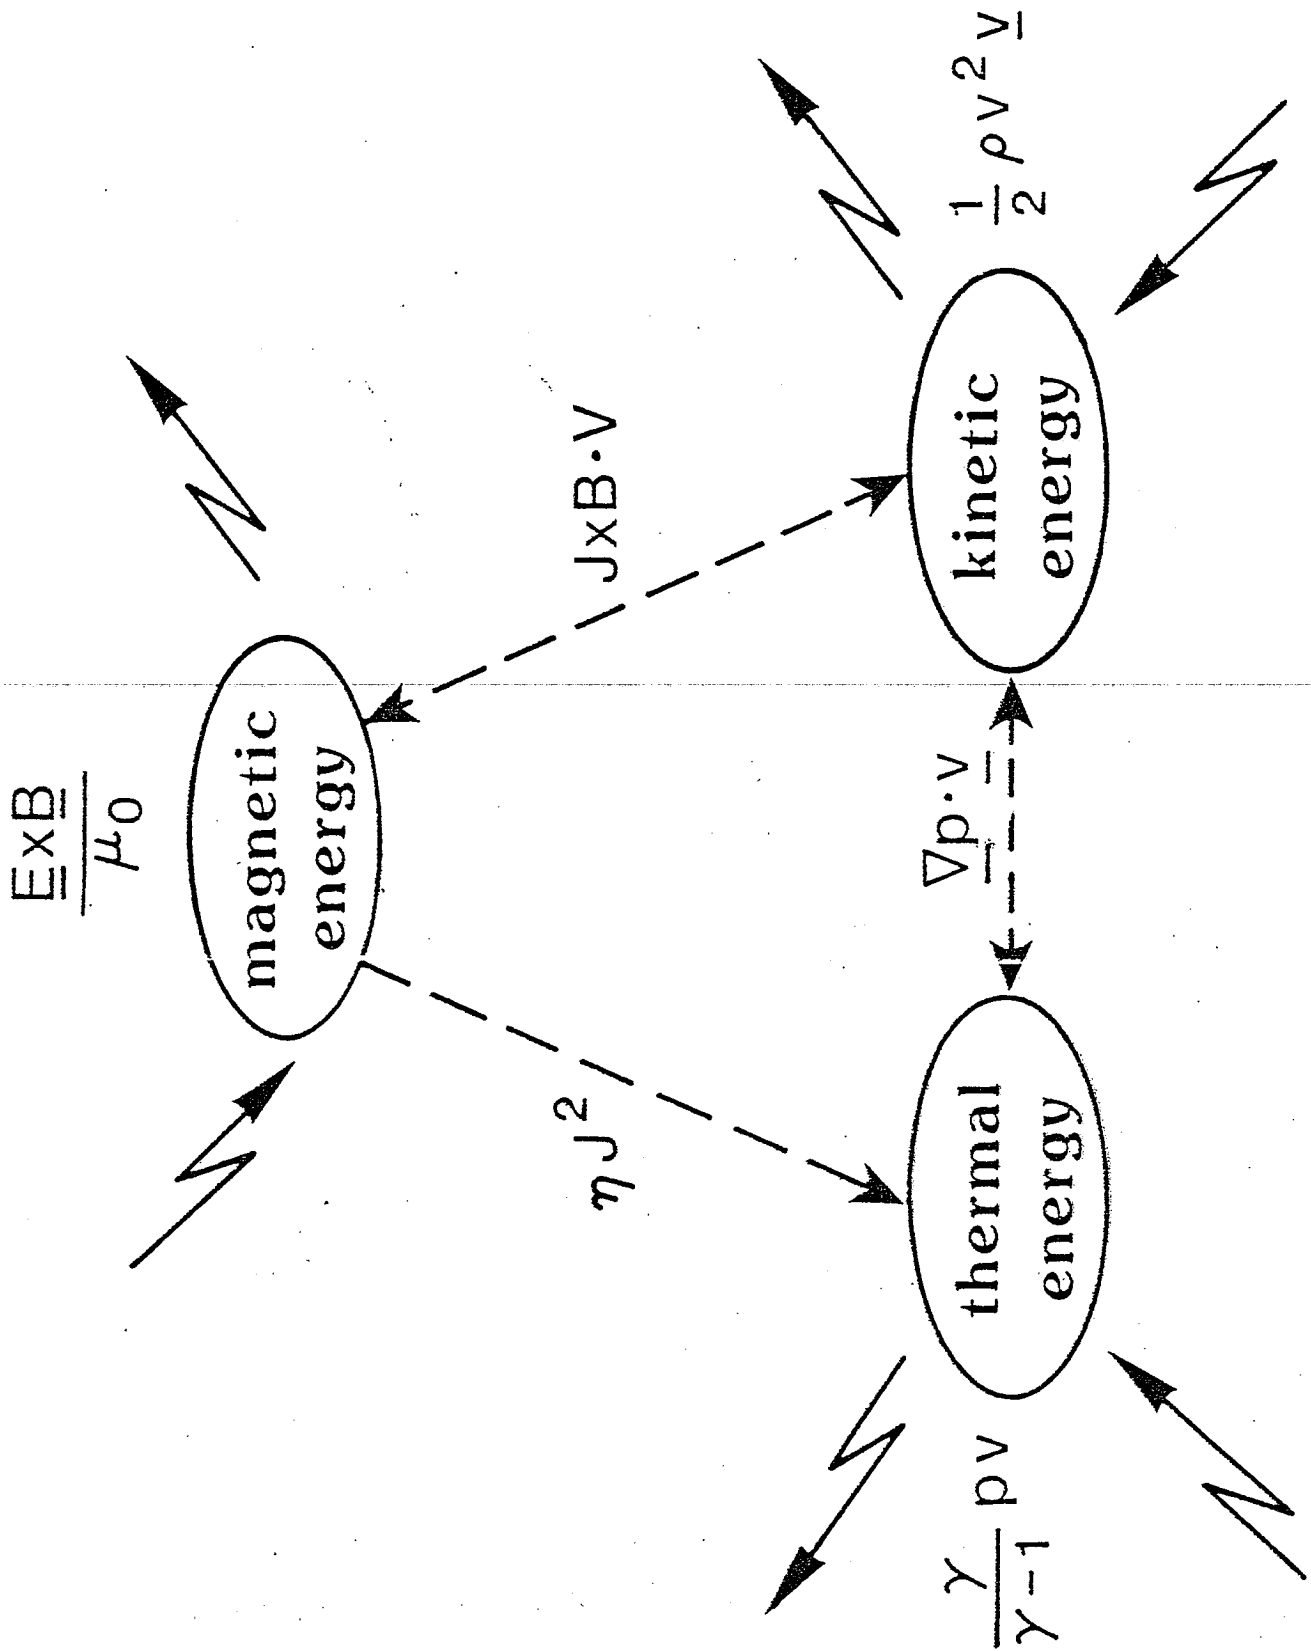 E×B
μ0
magnetic
energy
ηJ²
J×B·V
γ
γ-1
pv
thermal
energy
∇p·v
kinetic
energy
1
2
ρv²v